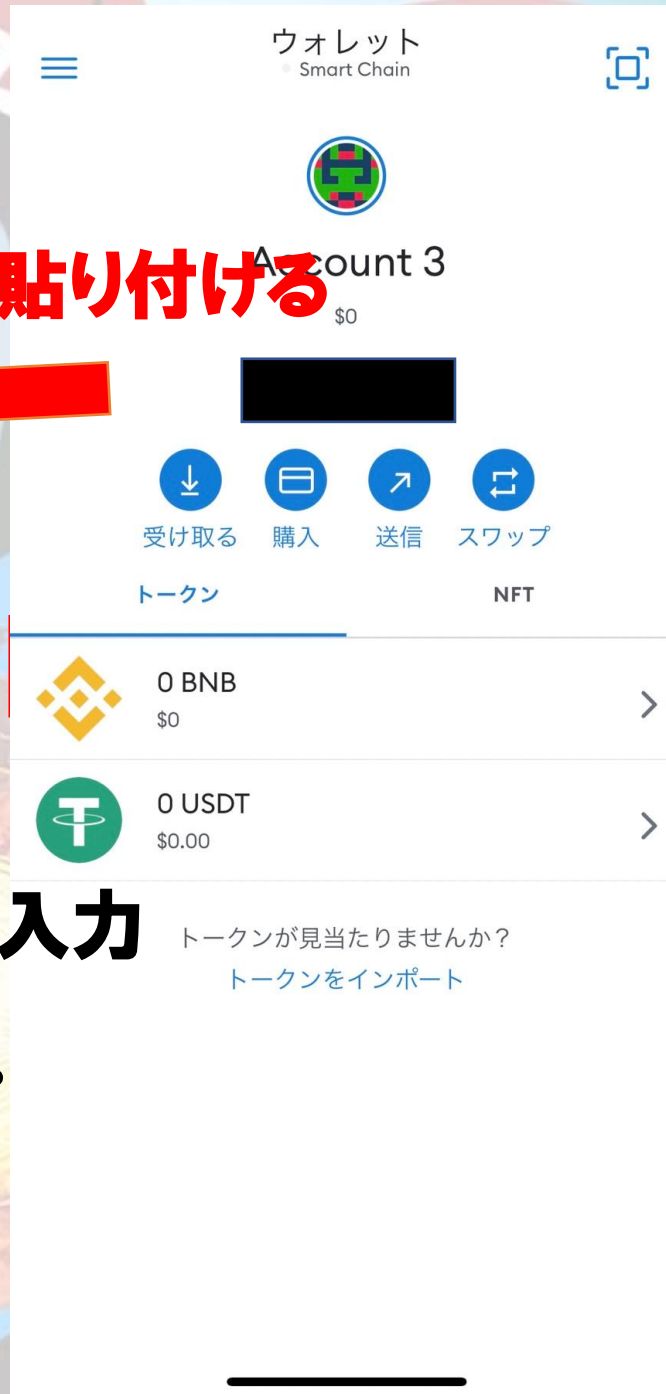 ウォレット
Smart Chain
Account 3
貼り付ける
$0
受け取る 購入 送信 スワップ
トークン NFT
0 BNB
$0
0 USDT
$0.00
入力
トークンが見当たりませんか？
トークンをインポート